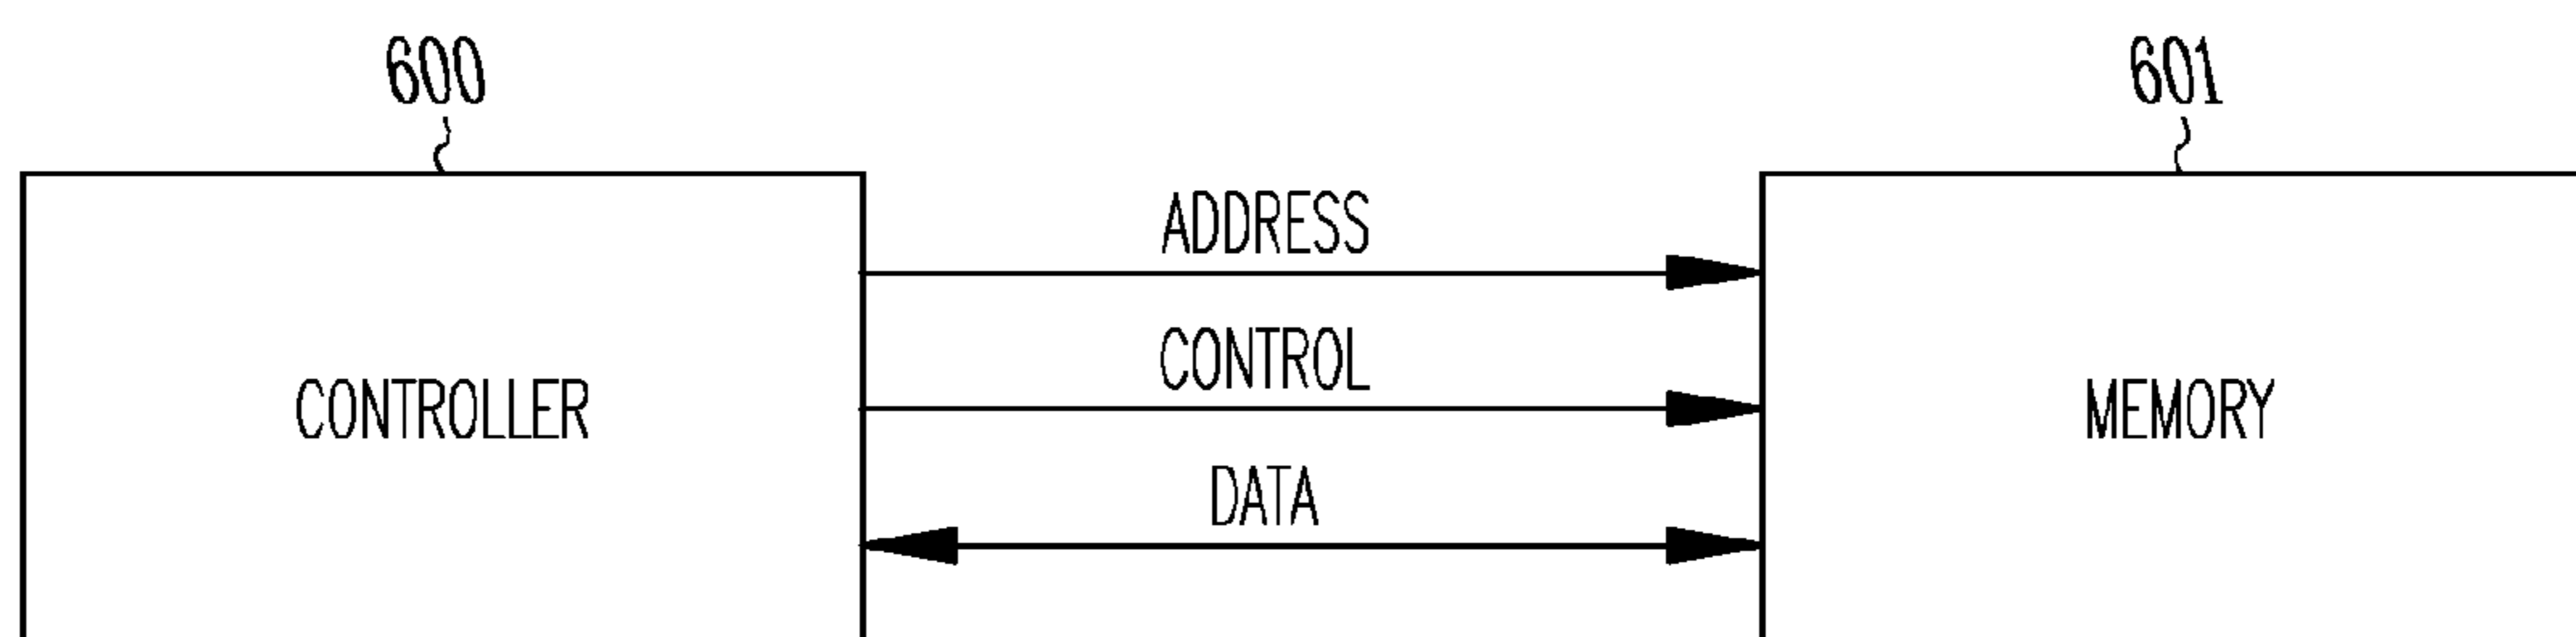 600
601
ADDRESS
CONTROL
CONTROLLER
MEMORY
DATA